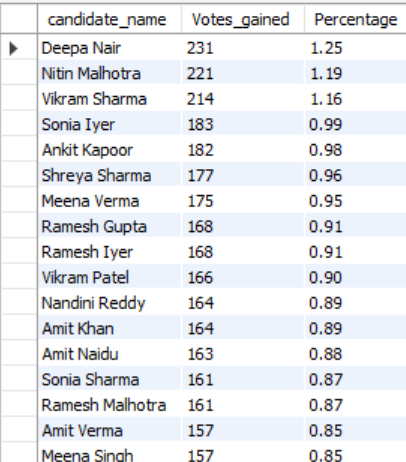 candidate_name Votes_gained Percentage
Deepa Nair 231 1.25
Nitin Malhotra 221 1.19
Vikram Sharma 214 1.16
Sonia Iyer 183 0.99
Ankit Kapoor 182 0.98
Shreya Sharma 177 0.96
Meena Verma 175 0.95
Ramesh Gupta 168 0.91
Ramesh Iyer 168 0.91
Vikram Patel 166 0.90
Nandini Reddy 164 0.89
Amit Khan 164 0.89
Amit Naidu 163 0.88
Sonia Sharma 161 0.87
Ramesh Malhotra 161 0.87
Amit Verma 157 0.85
Meena Singh 157 0.85